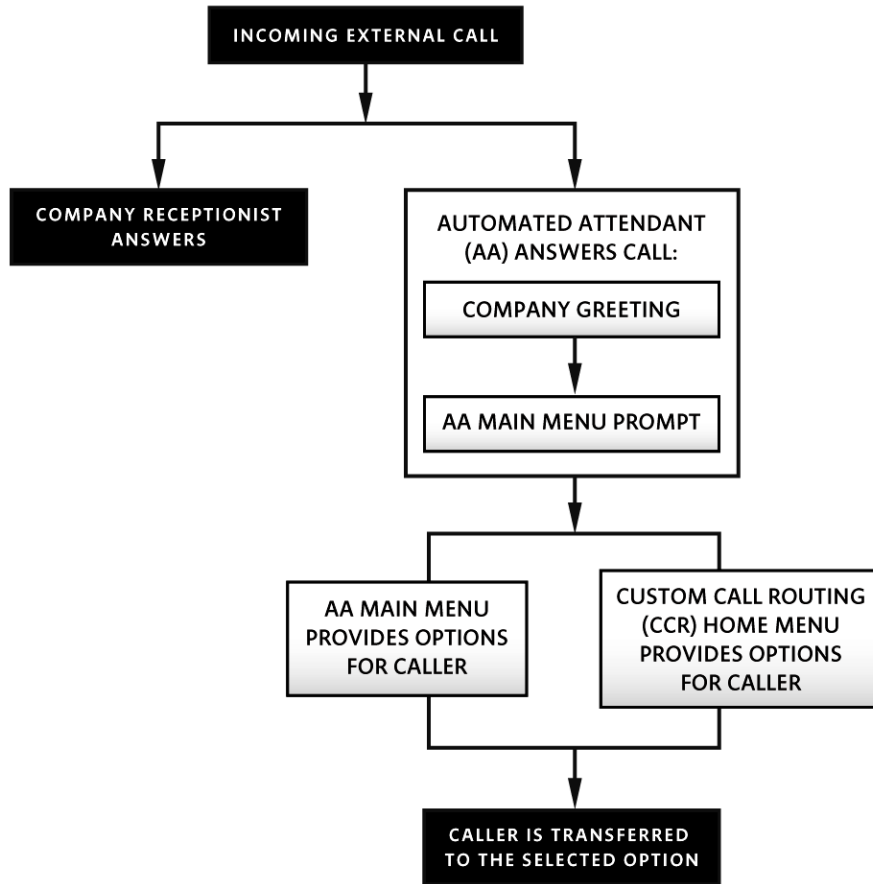 INCOMING EXTERNAL CALL
COMPANY RECEPTIONIST
ANSWERS
AUTOMATED ATTENDANT
(AA) ANSWERS CALL:
COMPANY GREETING
AA MAIN MENU PROMPT
AA MAIN MENU
PROVIDES OPTIONS
FOR CALLER
CUSTOM CALL ROUTING
(CCR) HOME MENU
PROVIDES OPTIONS
FOR CALLER
CALLER IS TRANSFERRED
TO THE SELECTED OPTION